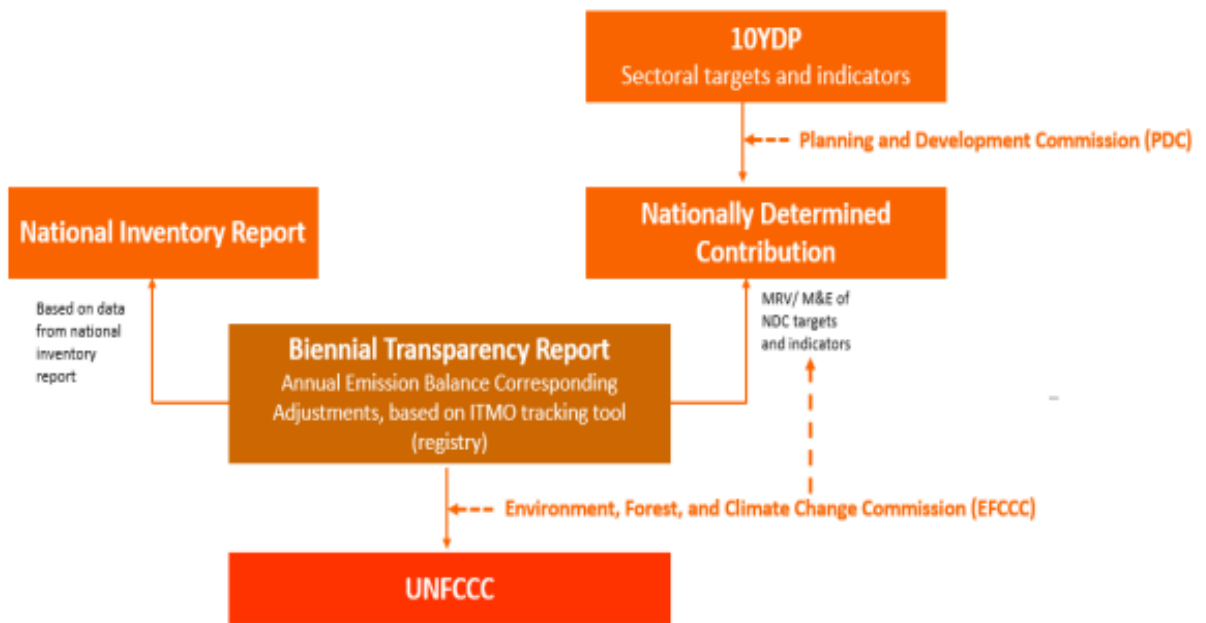 10YDP
Sectoral targets and indicators
Planning and Development Commission (PDC)
National Inventory Report
Nationally Determined
Contribution
Based on data
from national
inventory
report
MRV/ M&E of
NDC targets
and indicators
Biennial Transparency Report
Annual Emission Balance Corresponding
Adjustments, based on ITMO tracking tool
(registry)
Environment, Forest, and Climate Change Commission (EFCCC)
UNFCCC